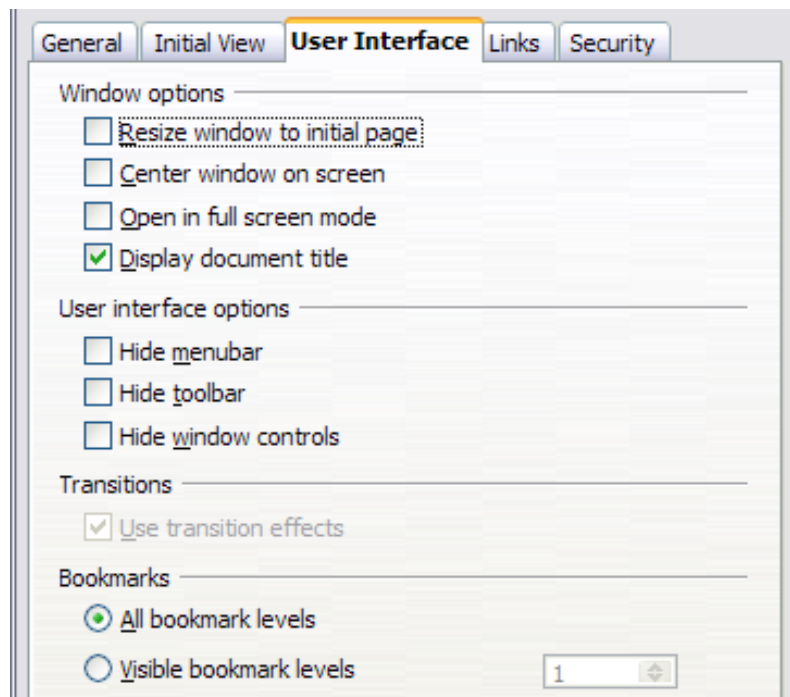 General Initial View User Interface Links Security
Window options
Resize window to initial page
Center window on screen
Open in full screen mode
Display document title
User interface options
Hide menubar
Hide toolbar
Hide window controls
Transitions
Use transition effects
Bookmarks
All bookmark levels
Visible bookmark levels 1